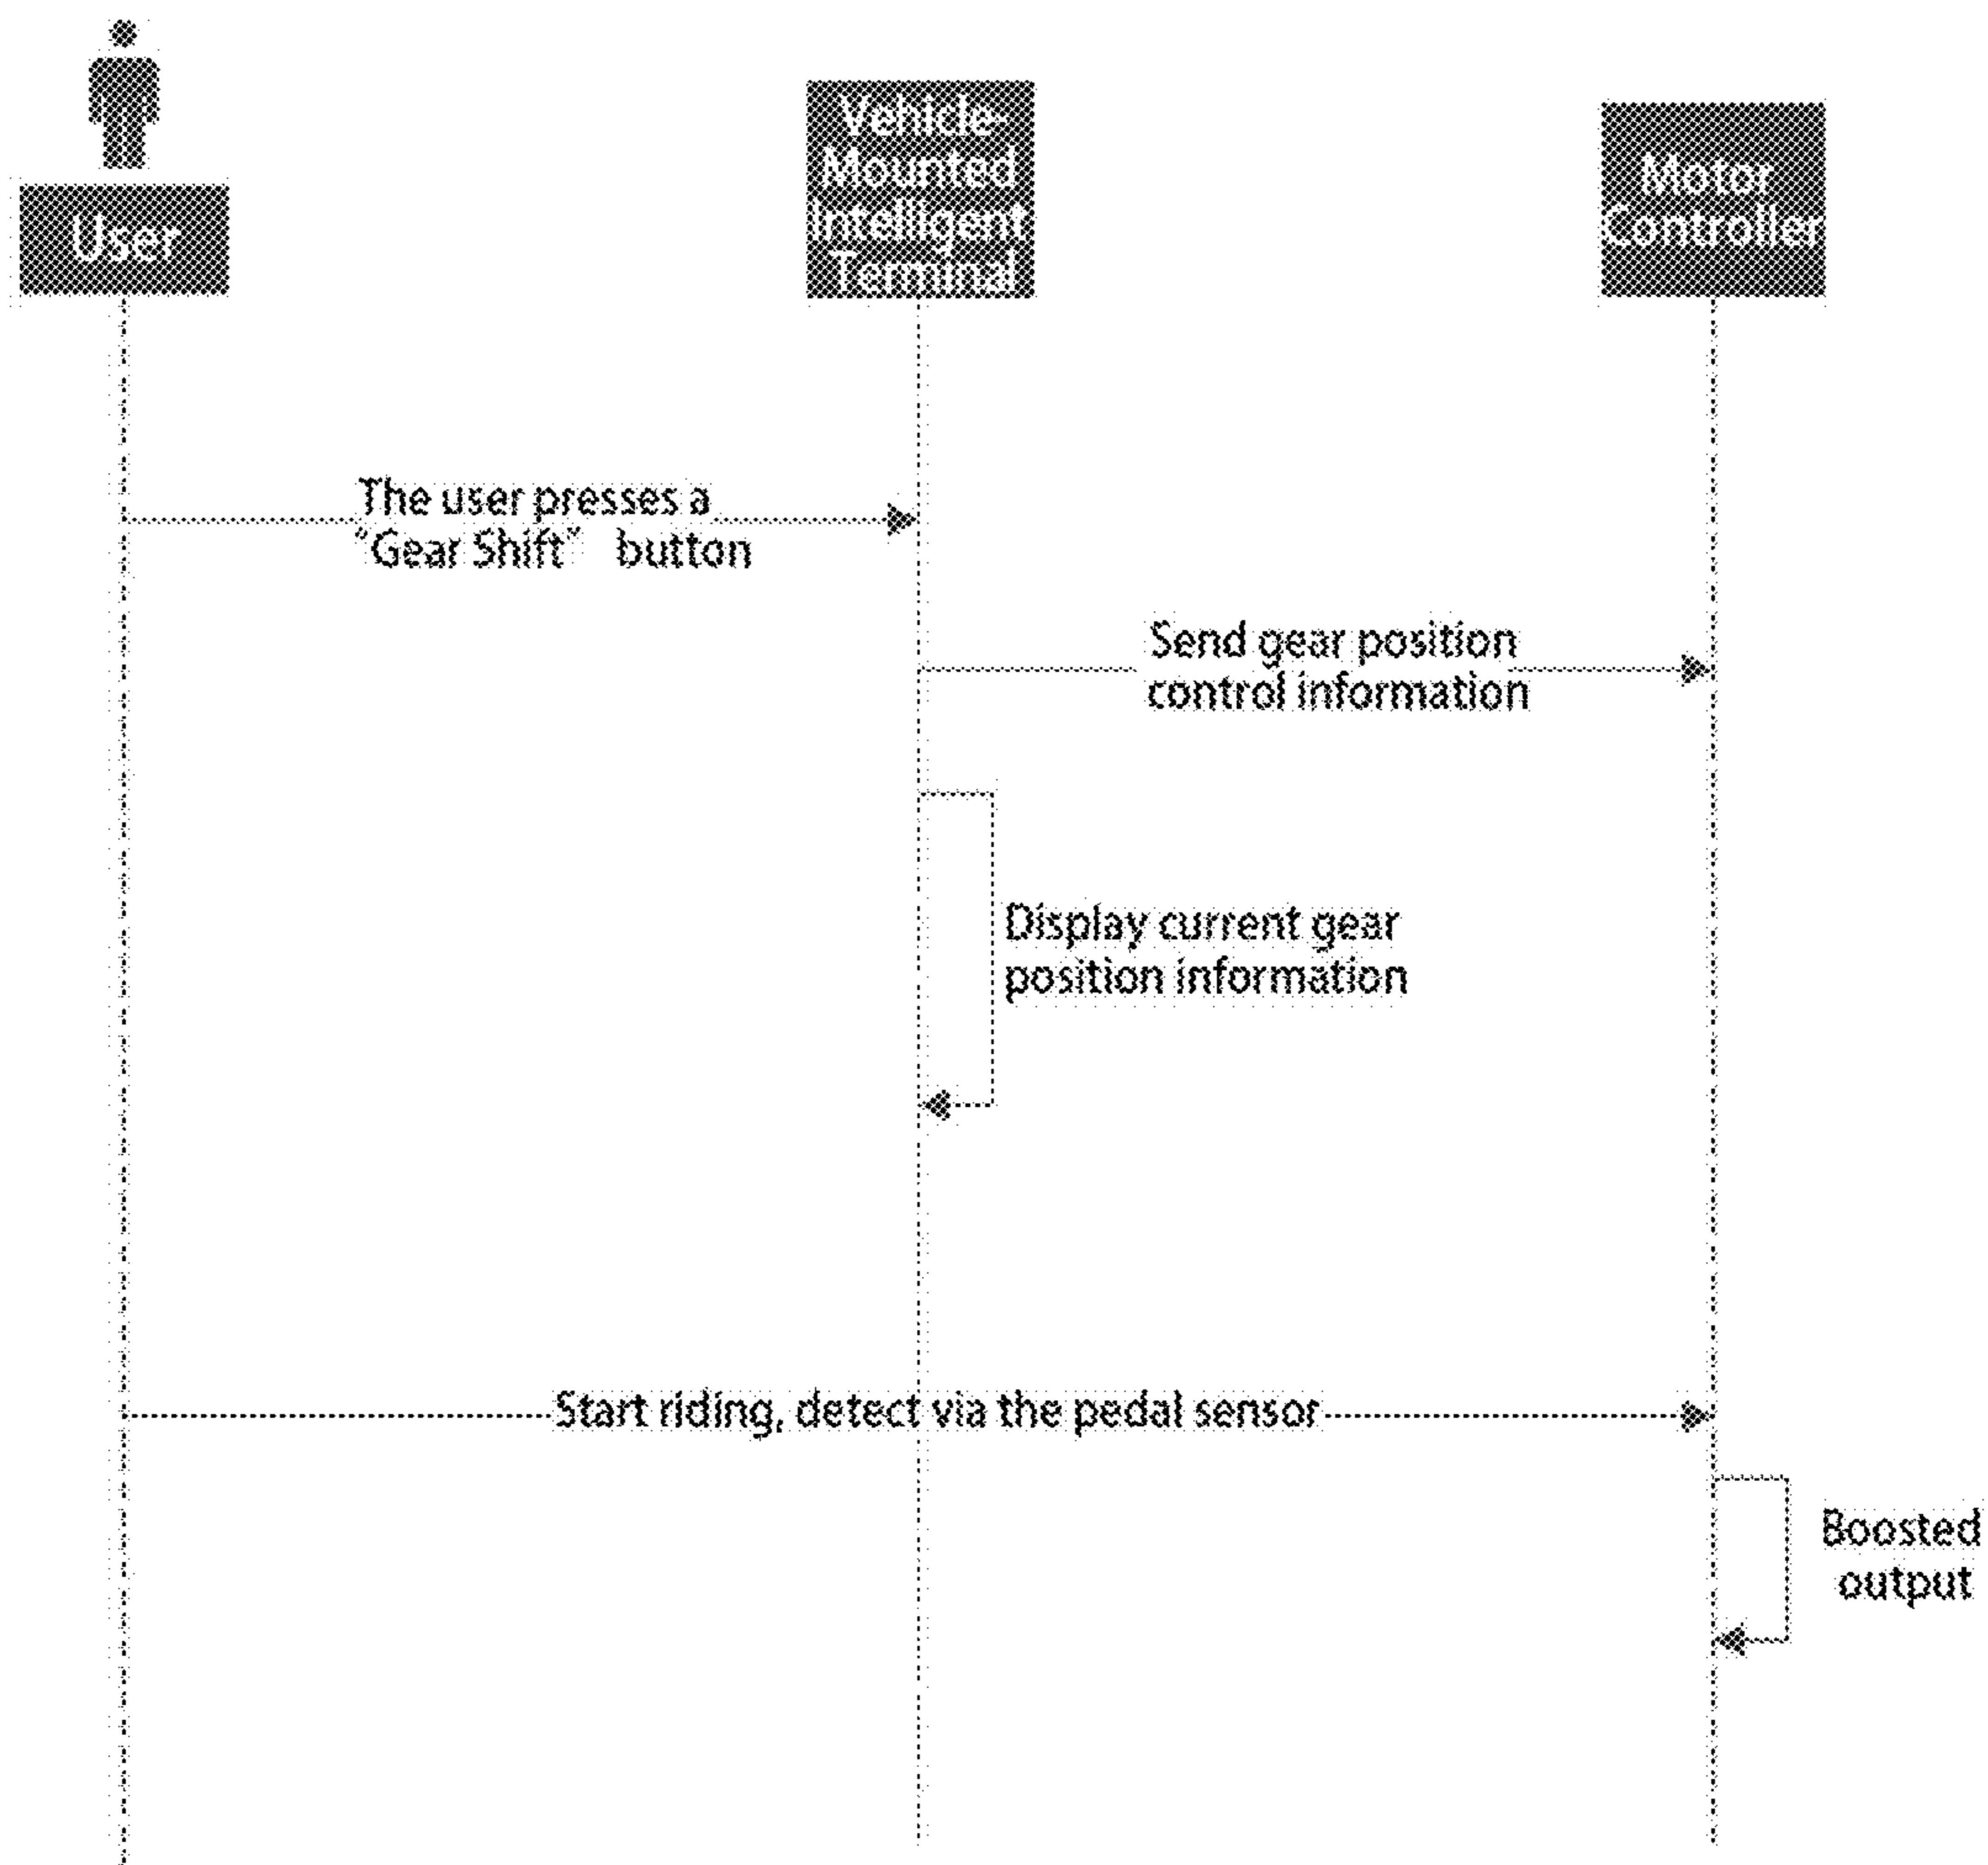 User
Vehicle-
Mounted
Intelligent
Terminal
Motor
Controller
The user presses a
"Gear Shift" button
Send gear position
control information
Display current gear
position information
Start riding, detect via the pedal sensor
Boosted
output